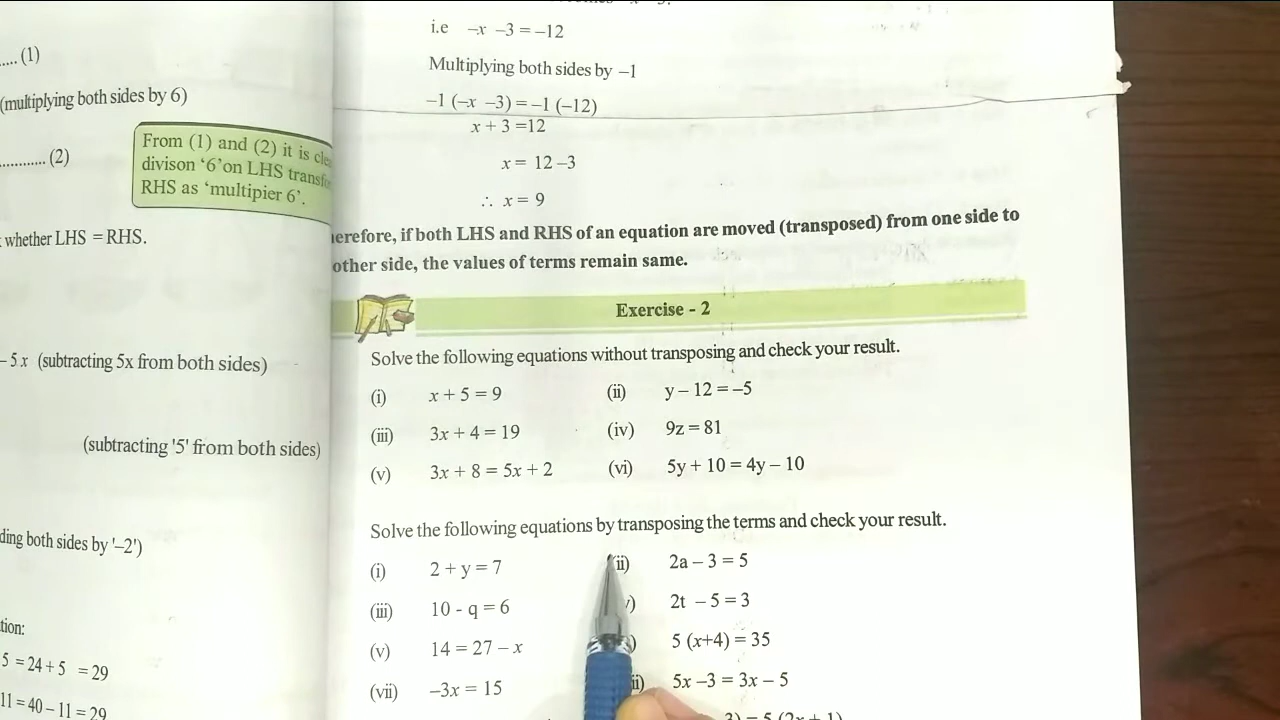 .....(1)
(multiplying both sides by 6)
............(2)
From (1) and (2) it is
divison ‘6’on LHS
RHS as ‘multipier 6’.
whether LHS = RHS.
– 5x (subtracting 5x from both sides)
(subtracting '5' from both sides)
both sides by '–2')
5 = 24 + 5 = 29
11 = 40 – 11 = 29
i.e –x –3 = –12
Multiplying both sides by –1
–1 (–x –3) = –1 (–12)
x + 3 =12
x = 12 –3
∴ x = 9
if both LHS and RHS of an equation are moved (transposed) from one side to
other side, the values of terms remain same.
Exercise - 2
Solve the following equations without transposing and check your result.
(i) x + 5 = 9 (ii) y – 12 = –5
(iii) 3x + 4 = 19 (iv) 9z = 81
(v) 3x + 8 = 5x + 2 (vi) 5y + 10 = 4y – 10
Solve the following equations by transposing the terms and check your result.
(i) 2 + y = 7 (ii) 2a – 3 = 5
(iii) 10 - q = 6 2t – 5 = 3
(v) 14 = 27 – x 5 (x+4) = 35
(vii) –3x = 15 5x –3 = 3x – 5